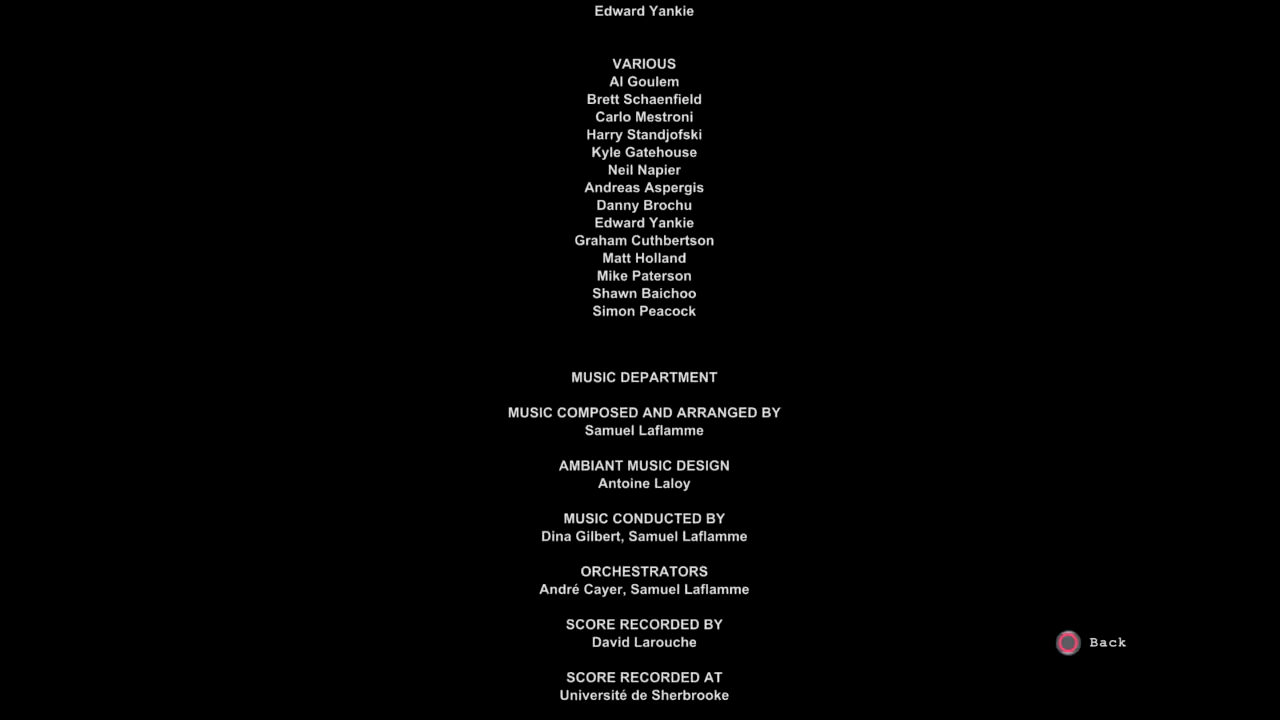 Edward Yankie
VARIOUS
Al Goulem
Brett Schaenfield
Carlo Mestroni
Harry Standjofski
Kyle Gatehouse
Neil Napier
Andreas Aspergis
Danny Brochu
Edward Yankie
Graham Cuthbertson
Matt Holland
Mike Paterson
Shawn Baichoo
Simon Peacock
MUSIC DEPARTMENT
MUSIC COMPOSED AND ARRANGED BY
Samuel Laflamme
AMBIANT MUSIC DESIGN
Antoine Laloy
MUSIC CONDUCTED BY
Dina Gilbert, Samuel Laflamme
ORCHESTRATORS
André Cayer, Samuel Laflamme
SCORE RECORDED BY
David Larouche
Back
SCORE RECORDED AT
Université de Sherbrooke